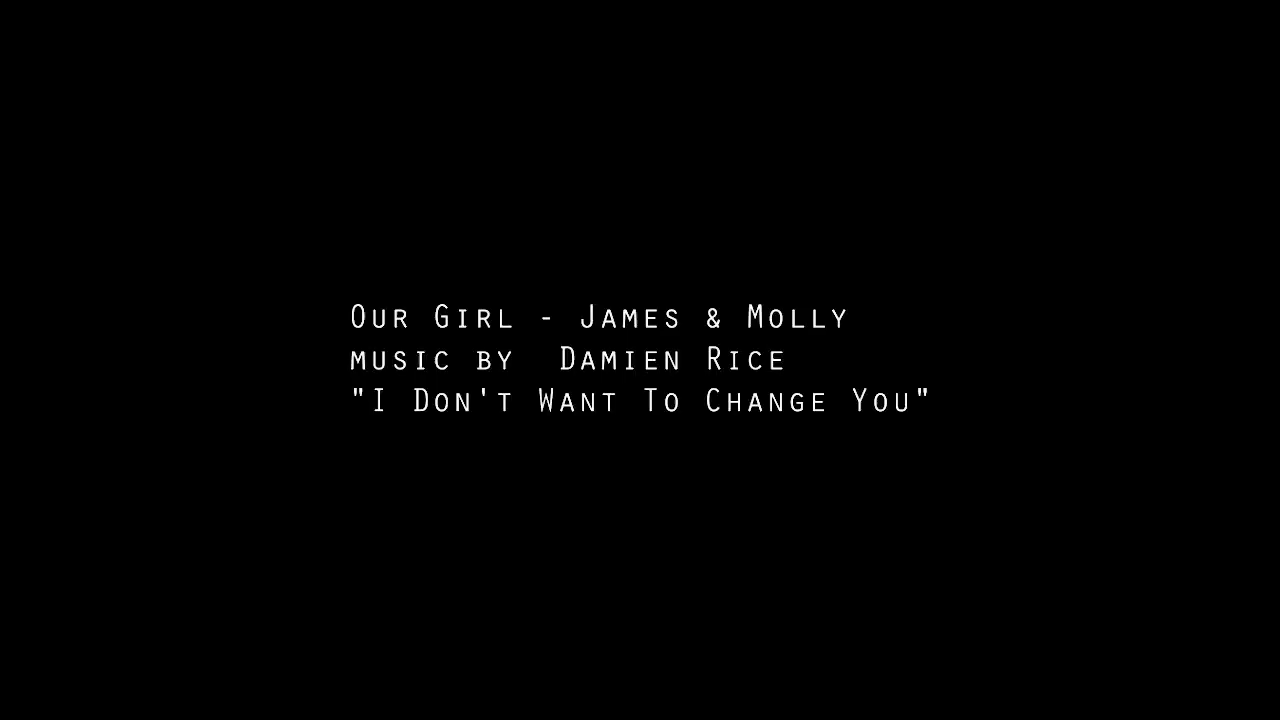 Our Girl - James & Molly
music by  Damien Rice
"I Don't Want To Change You"